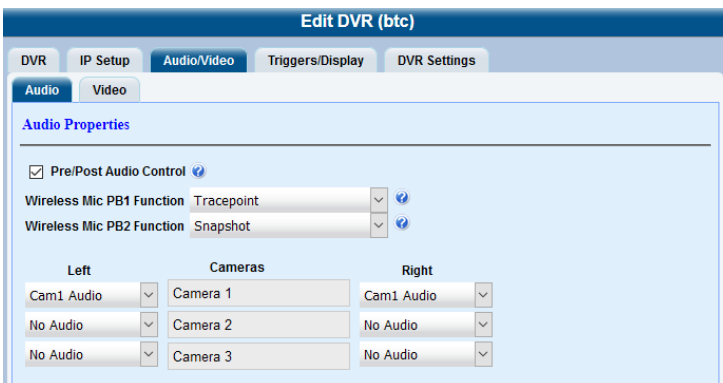 Edit DVR (btc)
DVR IP Setup Audio/Video Triggers/Display DVR Settings
Audio Video
Audio Properties
Pre/Post Audio Control ?
Wireless Mic PB1 Function Tracepoint ?
Wireless Mic PB2 Function Snapshot ?
Left Cameras Right
Cam1 Audio Camera 1 Cam1 Audio
No Audio Camera 2 No Audio
No Audio Camera 3 No Audio